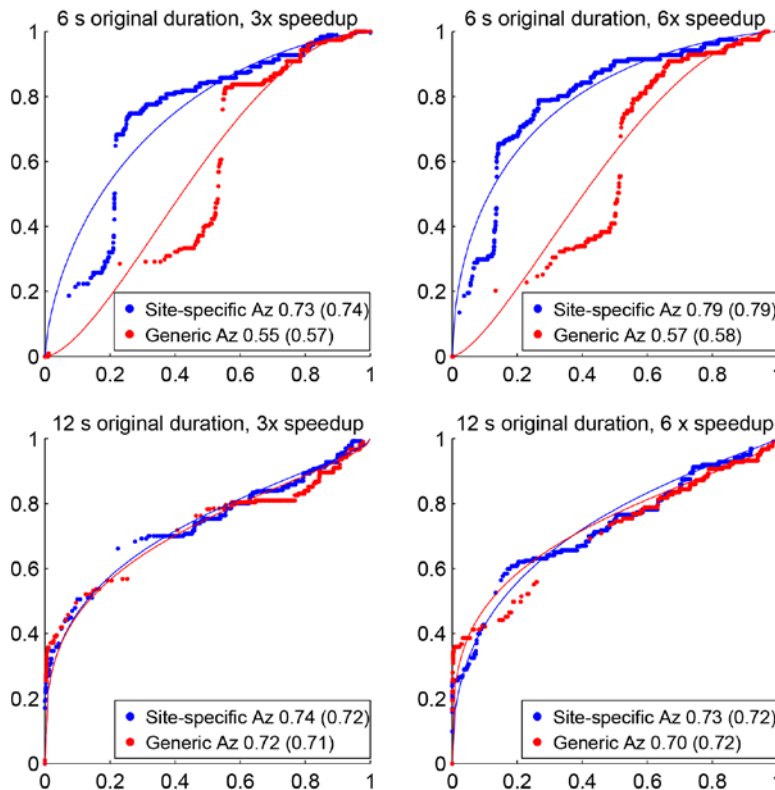 6 s original duration, 3x speedup
1
0.8
0.6
0.4
0.2
0
Site-specific Az 0.73 (0.74)
Generic Az 0.55 (0.57)
0 0.2 0.4 0.6 0.8 1
6 s original duration, 6x speedup
1
0.8
0.6
0.4
0.2
0
Site-specific Az 0.79 (0.79)
Generic Az 0.57 (0.58)
0 0.2 0.4 0.6 0.8 1
12 s original duration, 3x speedup
1
0.8
0.6
0.4
0.2
0
Site-specific Az 0.74 (0.72)
Generic Az 0.72 (0.71)
0 0.2 0.4 0.6 0.8 1
12 s original duration, 6 x speedup
1
0.8
0.6
0.4
0.2
0
Site-specific Az 0.73 (0.72)
Generic Az 0.70 (0.72)
0 0.2 0.4 0.6 0.8 1